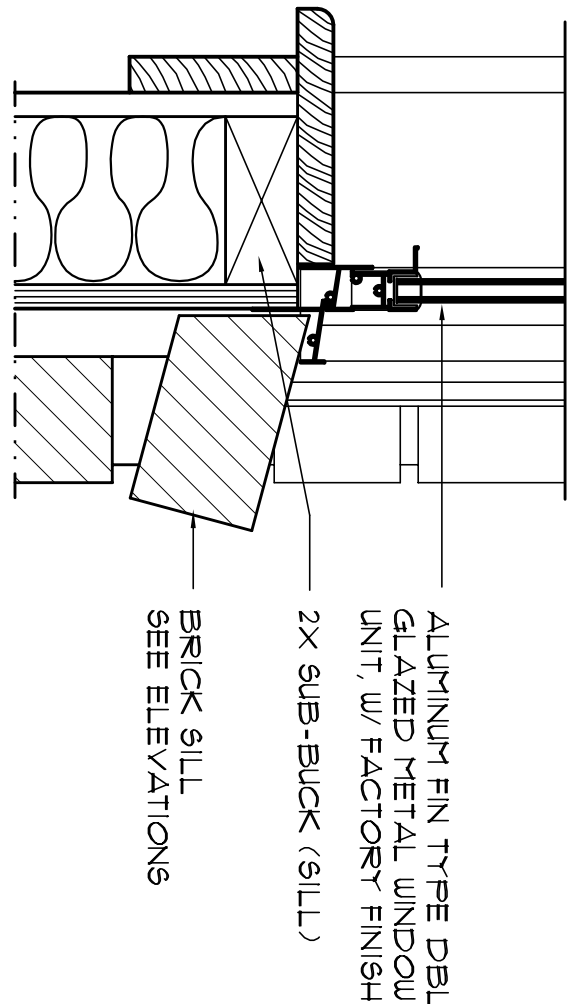 ALUMINUM FIN TYPE DBL
GLAZED METAL WINDOW
UNIT, W/ FACTORY FINISH
2X SUB-BUCK (SILL)
BRICK SILL
SEE ELEVATIONS